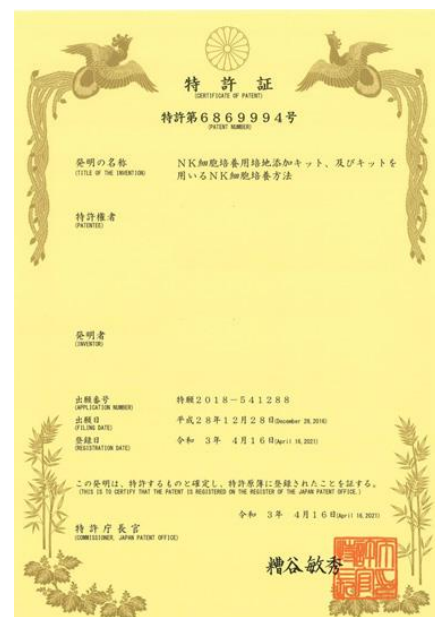 特許証
(CERTIFICATE OF PATENT)
特許第6869994号
(PATENT NUMBER)
発明の名称
(TITLE OF THE INVENTION)
NK細胞培養用培地添加キット、及びキットを
用いるNK細胞培養方法
特許権者
(PATENTEE)
発明者
(INVENTOR)
出願番号
(APPLICATION NUMBER)
特願2018-541288
出願日
(FILING DATE)
平成28年12月28日(December 28, 2016)
登録日
(REGISTRATION DATE)
令和 3年 4月16日(April 16, 2021)
この発明は、特許するものと確定し、特許原簿に登録されたことを証する。
(THIS IS TO CERTIFY THAT THE PATENT IS REGISTERED ON THE REGISTER OF THE JAPAN PATENT OFFICE.)
令和 3年 4月16日(April 16, 2021)
特許庁長官
(COMMISSIONER, JAPAN PATENT OFFICE)
糟谷敏秀